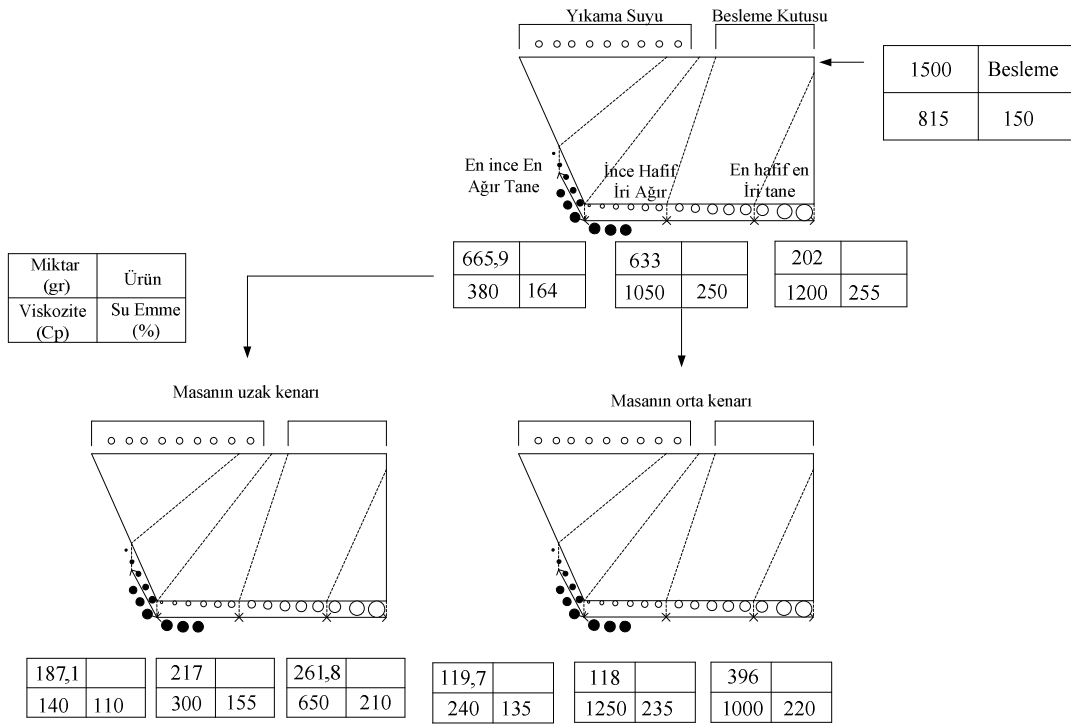 Yıkama Suyu
Besleme Kutusu
1500 Besleme
815 150
En ince En
Ağır Tane
İnce Hafif
İri Ağır
En hafif en
İri tane
665,9
380 164
633
1050 250
202
1200 255
Miktar
(gr)
Ürün
Viskozite
(Cp)
Su Emme
(%)
Masanın uzak kenarı
Masanın orta kenarı
187,1
140 110
217
300 155
261,8
650 210
119,7
240 135
118
1250 235
396
1000 220